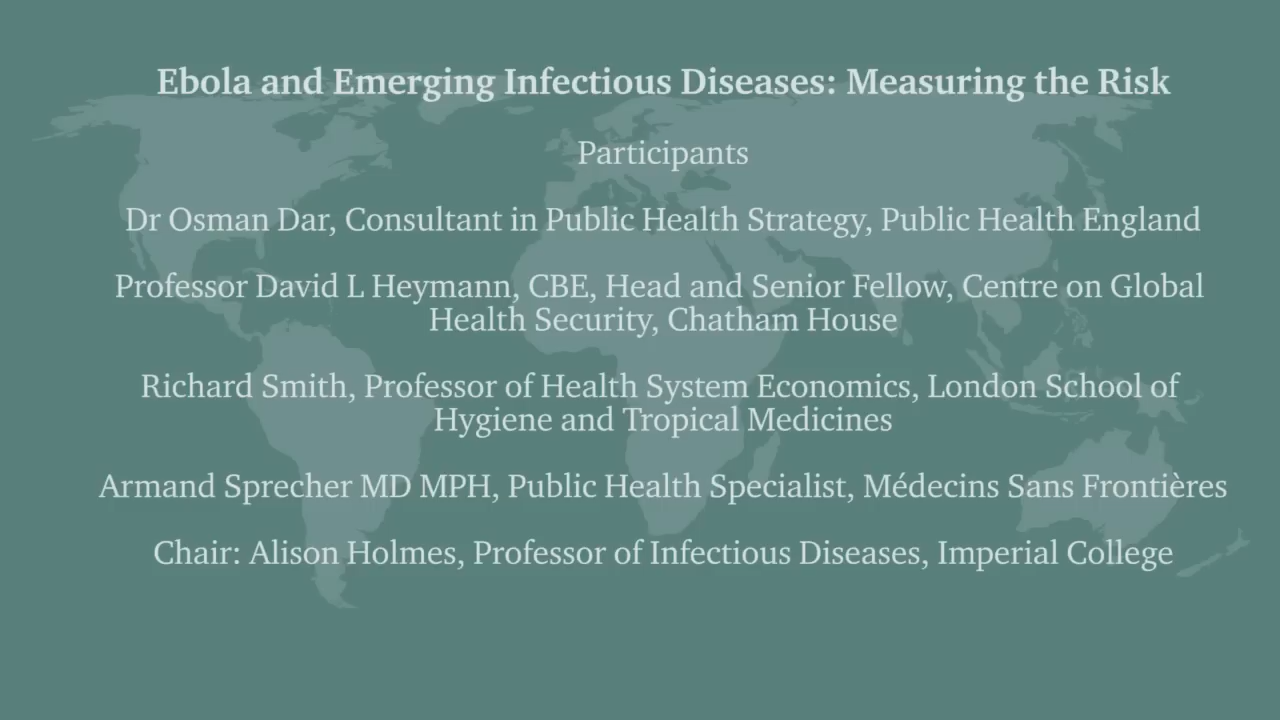 Ebola and Emerging Infectious Diseases: Measuring the Risk
Participants
Dr Osman Dar, Consultant in Public Health Strategy, Public Health England
Professor David L Heymann, CBE, Head and Senior Fellow, Centre on Global
Health Security, Chatham House
Richard Smith, Professor of Health System Economics, London School of
Hygiene and Tropical Medicines
Armand Sprecher MD MPH, Public Health Specialist, Médecins Sans Frontières
Chair: Alison Holmes, Professor of Infectious Diseases, Imperial College